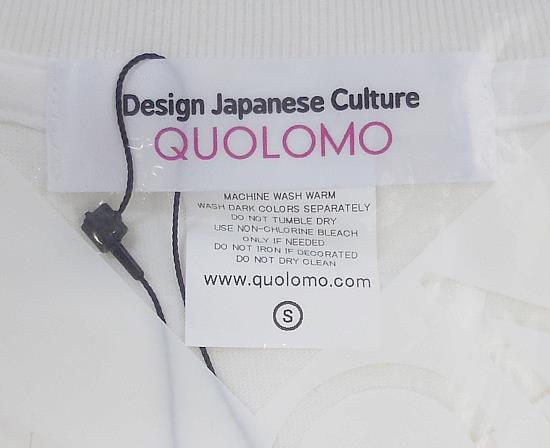 Design Japanese Culture
QUOLOMO
MACHINE WASH WARM
WASH DARK COLORS SEPARATELY
DO NOT TUMBLE DRY
USE NON-CHLORINE BLEACH
ONLY IF NEEDED
DO NOT IRON IF DECORATED
DO NOT DRY CLEAN
www.quolomo.com
S